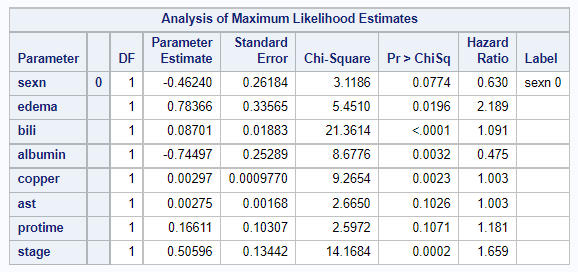 Analysis of Maximum Likelihood Estimates
Parameter DF Parameter Estimate Standard Error Chi-Square Pr > ChiSq Hazard Ratio Label
sexn 0 1 -0.46240 0.26184 3.1186 0.0774 0.630 sexn 0
edema 1 0.78366 0.33565 5.4510 0.0196 2.189
bili 1 0.08701 0.01883 21.3614 <.0001 1.091
albumin 1 -0.74497 0.25289 8.6776 0.0032 0.475
copper 1 0.00297 0.0009770 9.2654 0.0023 1.003
ast 1 0.00275 0.00168 2.6650 0.1026 1.003
protime 1 0.16611 0.10307 2.5972 0.1071 1.181
stage 1 0.50596 0.13442 14.1684 0.0002 1.659